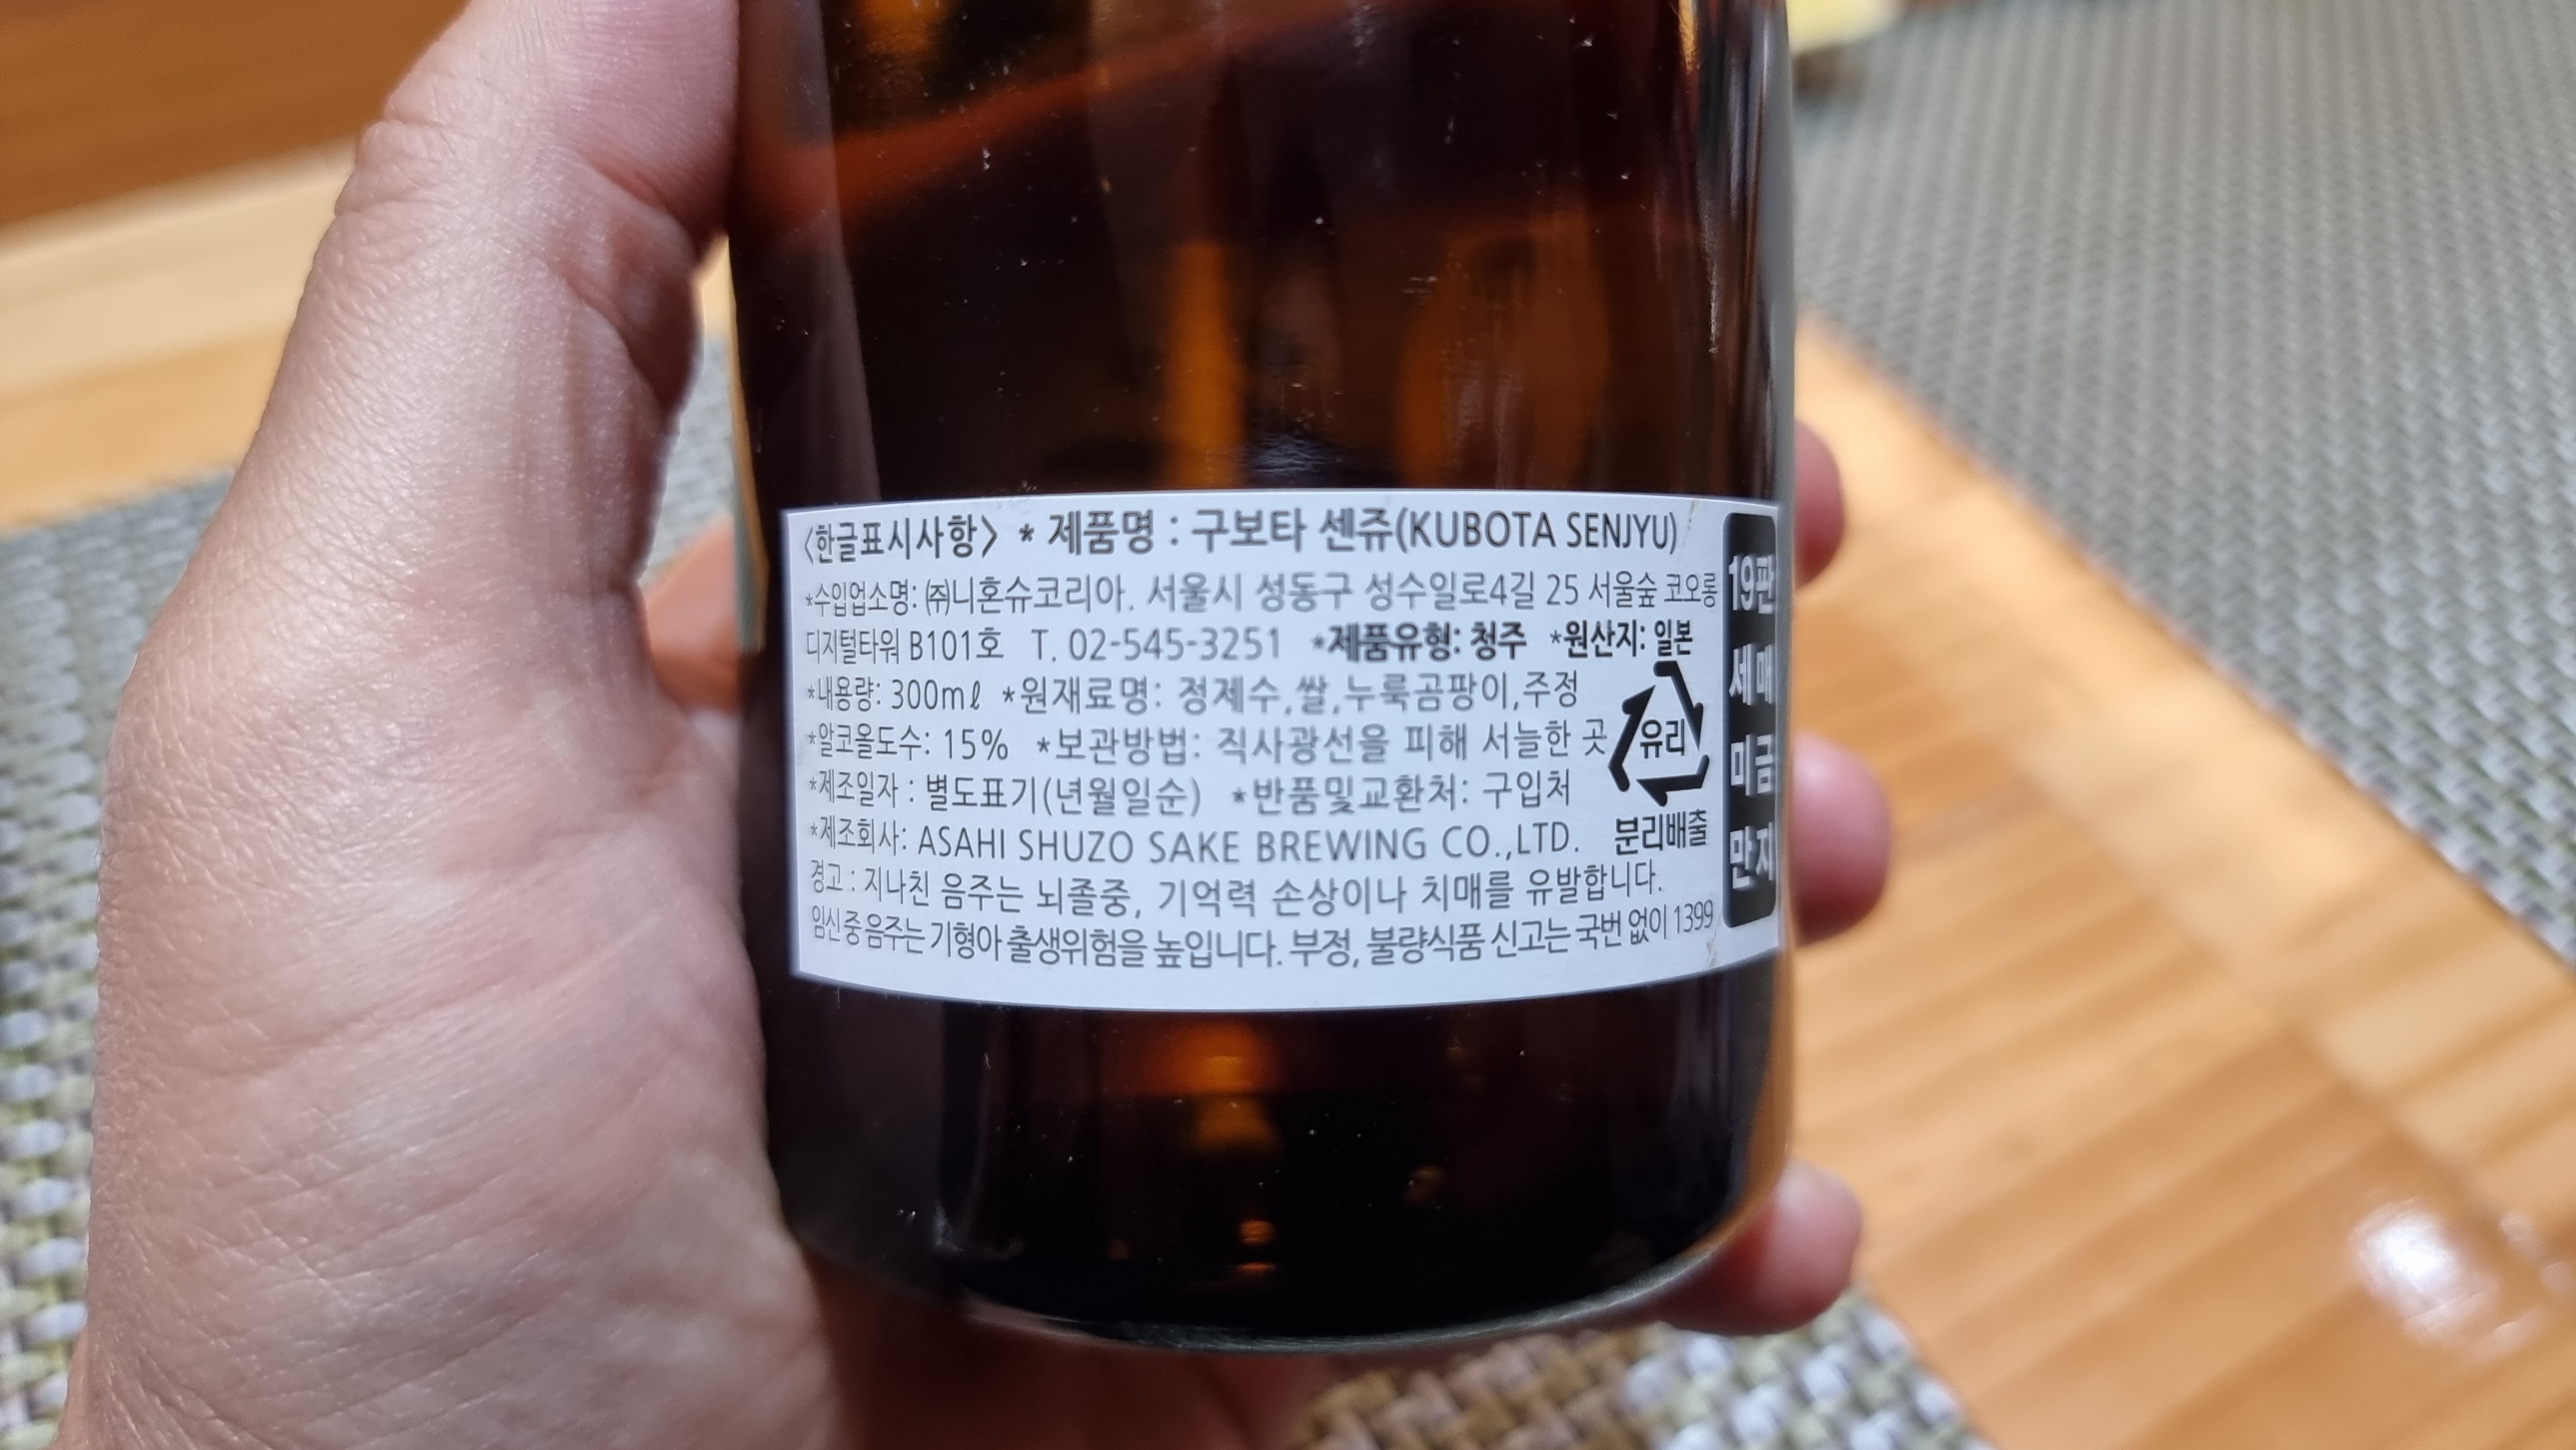 <한글표시사항> * 제품명 : 구보타 센쥬(KUBOTA SENJYU)
*수입업소명: ㈜니혼슈코리아. 서울시 성동구 성수일로4길 25 서울숲 코오롱
디지털타워 B101호 T. 02-545-3251 *제품유형: 청주 *원산지: 일본
*내용량: 300mℓ *원재료명: 정제수,쌀,누룩곰팡이,주정
*알코올도수: 15% *보관방법: 직사광선을 피해 서늘한 곳
*제조일자 : 별도표기(년월일순) *반품및교환처: 구입처
*제조회사: ASAHI SHUZO SAKE BREWING CO.,LTD.
경고 : 지나친 음주는 뇌졸중, 기억력 손상이나 치매를 유발합니다.
임신 중 음주는 기형아 출생위험을 높입니다. 부정, 불량식품 신고는 국번 없이 1399
유리
분리배출
19판
세매
미금
만지